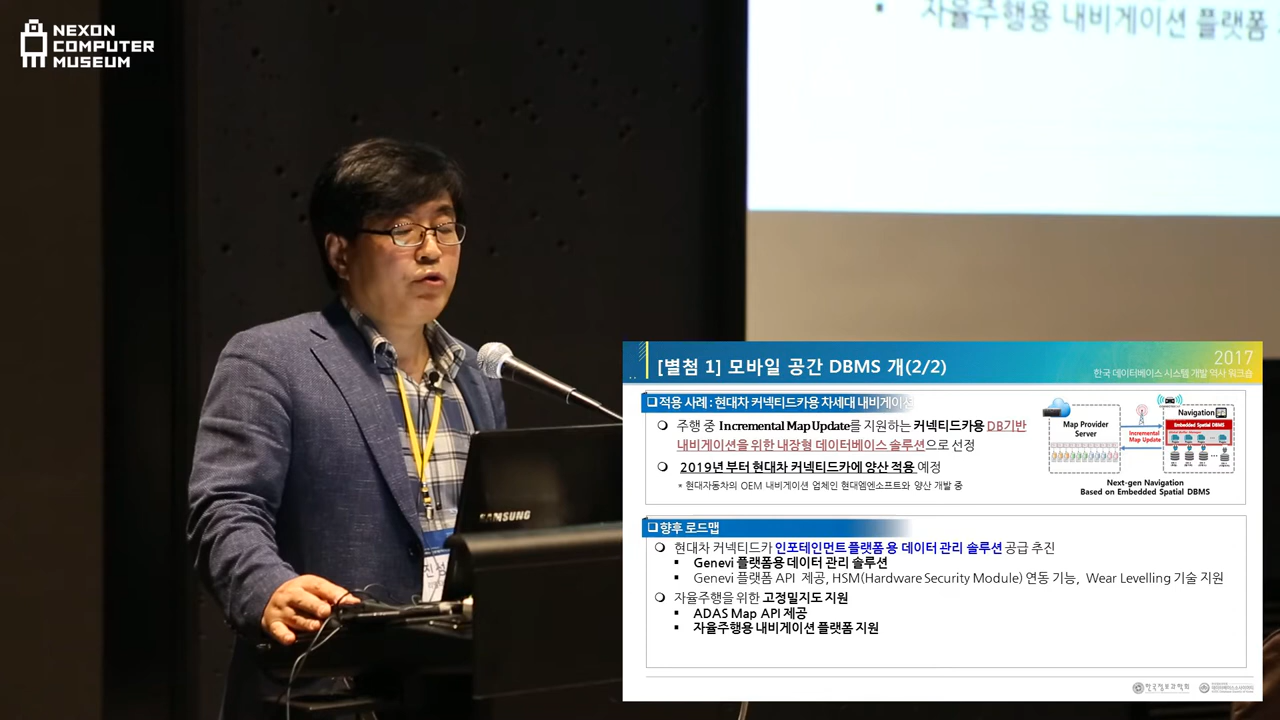 NEXON
COMPUTER
MUSEUM
자율주행용 내비게이션 플랫폼
SAMSUNG
[별첨 1] 모바일 공간 DBMS 개(2/2)
2017
한국 데이터베이스 시스템 개발 역사 워크숍
적용 사례 : 현대차 커넥티드카용 차세대 내비게이션
주행 중 Incremental Map Update를 지원하는 커넥티드카용 DB기반
내비게이션을 위한 내장형 데이터베이스 솔루션으로 선정
2019년 부터 현대차 커넥티드카에 양산 적용 예정
* 현대자동차의 OEM 내비게이션 업체인 현대엠엔소프트와 양산 개발 중
Map Provider
Server
Incremental
Map Update
Navigation
Embedded Spatial DBMS
Next-gen Navigation
Based on Embedded Spatial DBMS
향후 로드맵
현대차 커넥티드카 인포테인먼트플랫폼용 데이터 관리 솔루션 공급 추진
Genevi 플랫폼용 데이터 관리 솔루션
Genevi 플랫폼 API 제공, HSM(Hardware Security Module) 연동 기능, Wear Levelling 기술 지원
자율주행을 위한 고정밀지도 지원
ADAS Map API 제공
자율주행용 내비게이션 플랫폼 지원
한국정보과학회